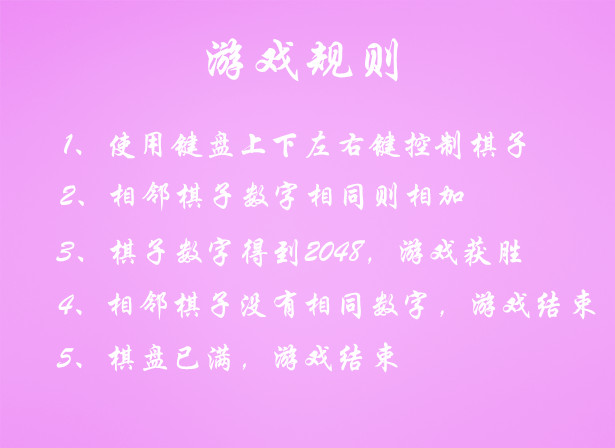 游戏规则
1、使用键盘上下左右键控制棋子
2、相邻棋子数字相同则相加
3、棋子数字得到2048，游戏获胜
4、相邻棋子没有相同数字，游戏结束
5、棋盘已满，游戏结束